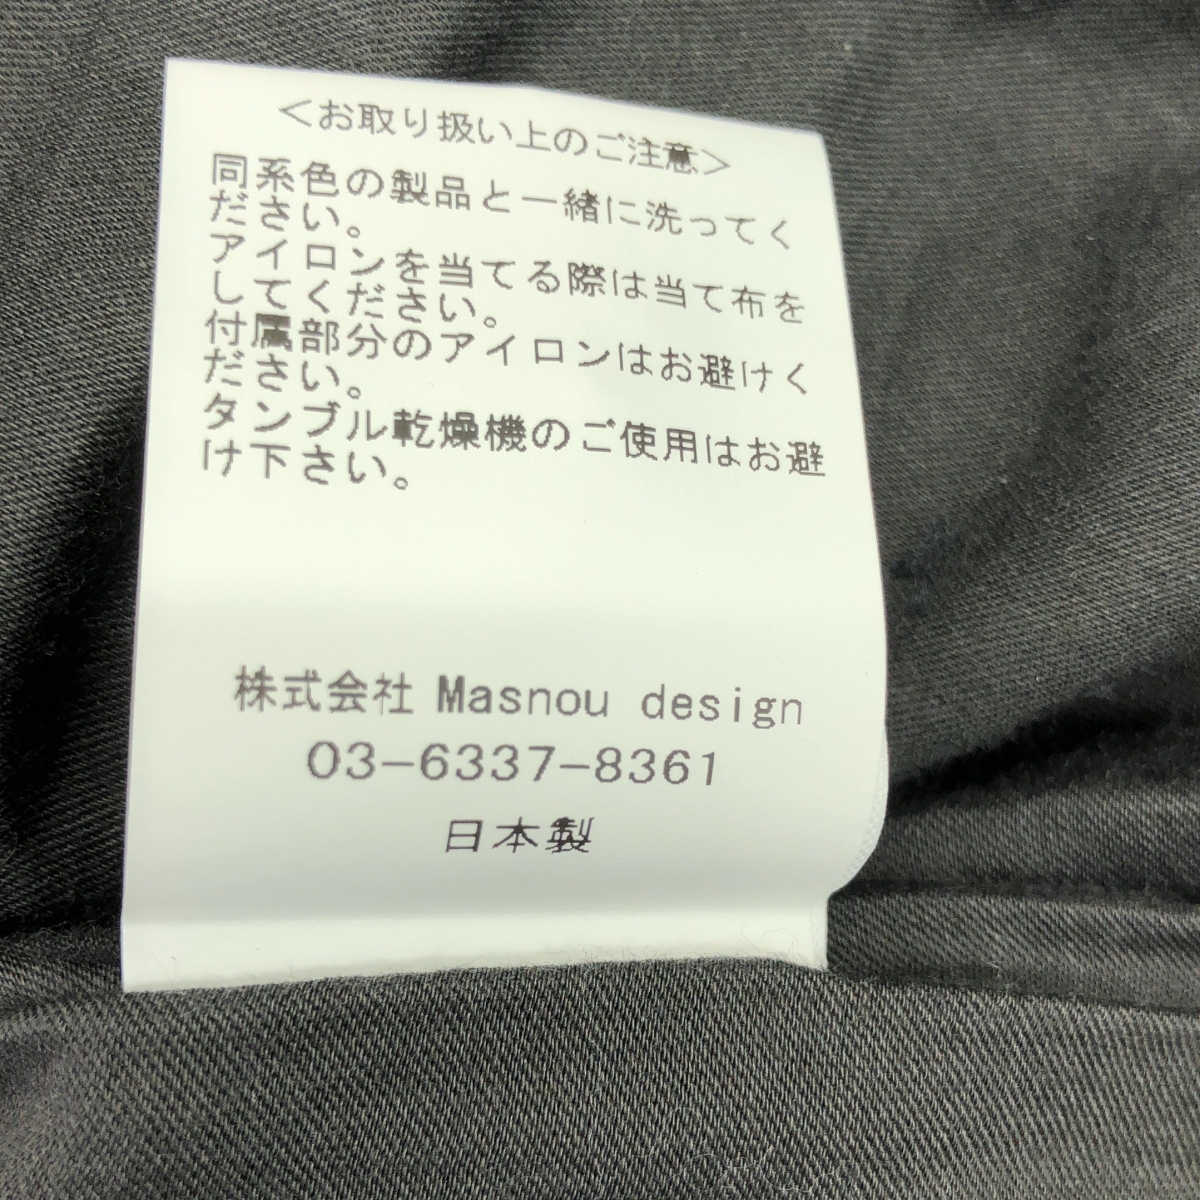 ＜お取り扱い上のご注意＞
同系色の製品と一緒に洗ってく
ださい。
アイロンを当てる際は当て布を
してください。
付属部分のアイロンはお避けく
ださい。
タンブル乾燥機のご使用はお避
け下さい。
株式会社 Masnou design
03-6337-8361
日本製